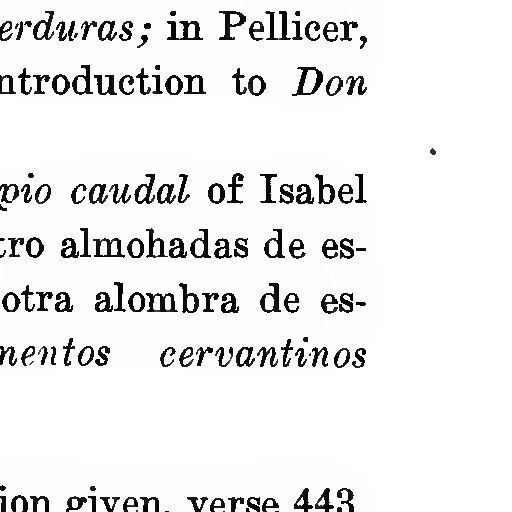 erduras; in Pellicer,
ntroduction to Don
pio caudal of Isabel
tro almohadas de es-
otra alombra de es-
mentos cervantinos
ion given, verse 443